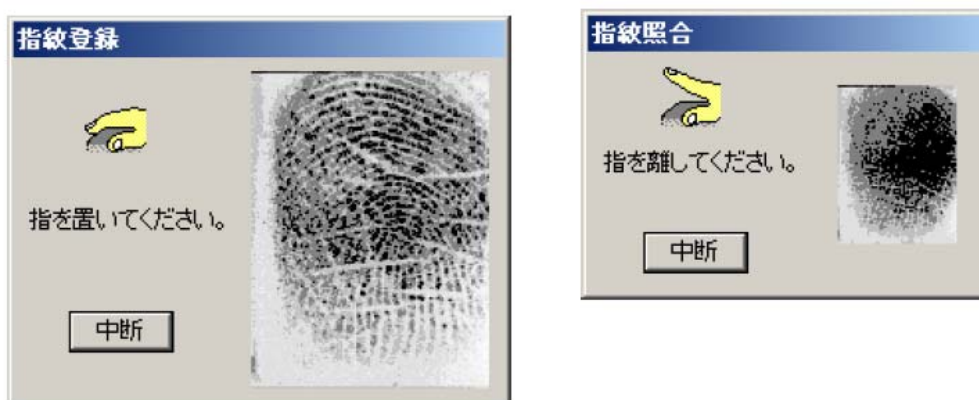 指紋登録
指を置いてください。
中断
指紋照合
指を離してください。
中断